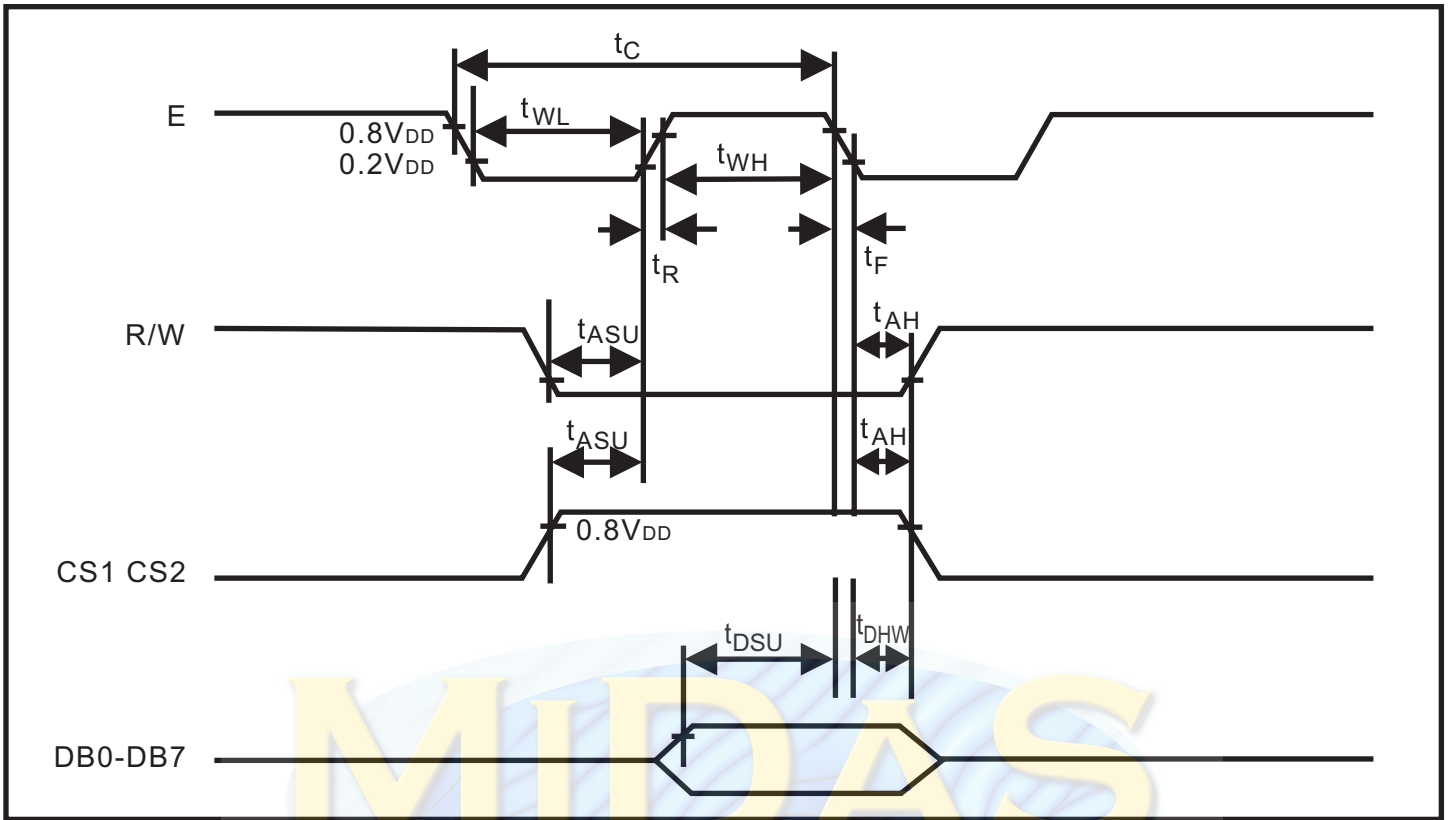 tC
E
tWL
0.8VDD
0.2VDD
tWH
tR
tF
R/W
tASU
tAH
tASU
tAH
0.8VDD
CS1 CS2
tDSU
tDHW
DB0-DB7
MIDAS